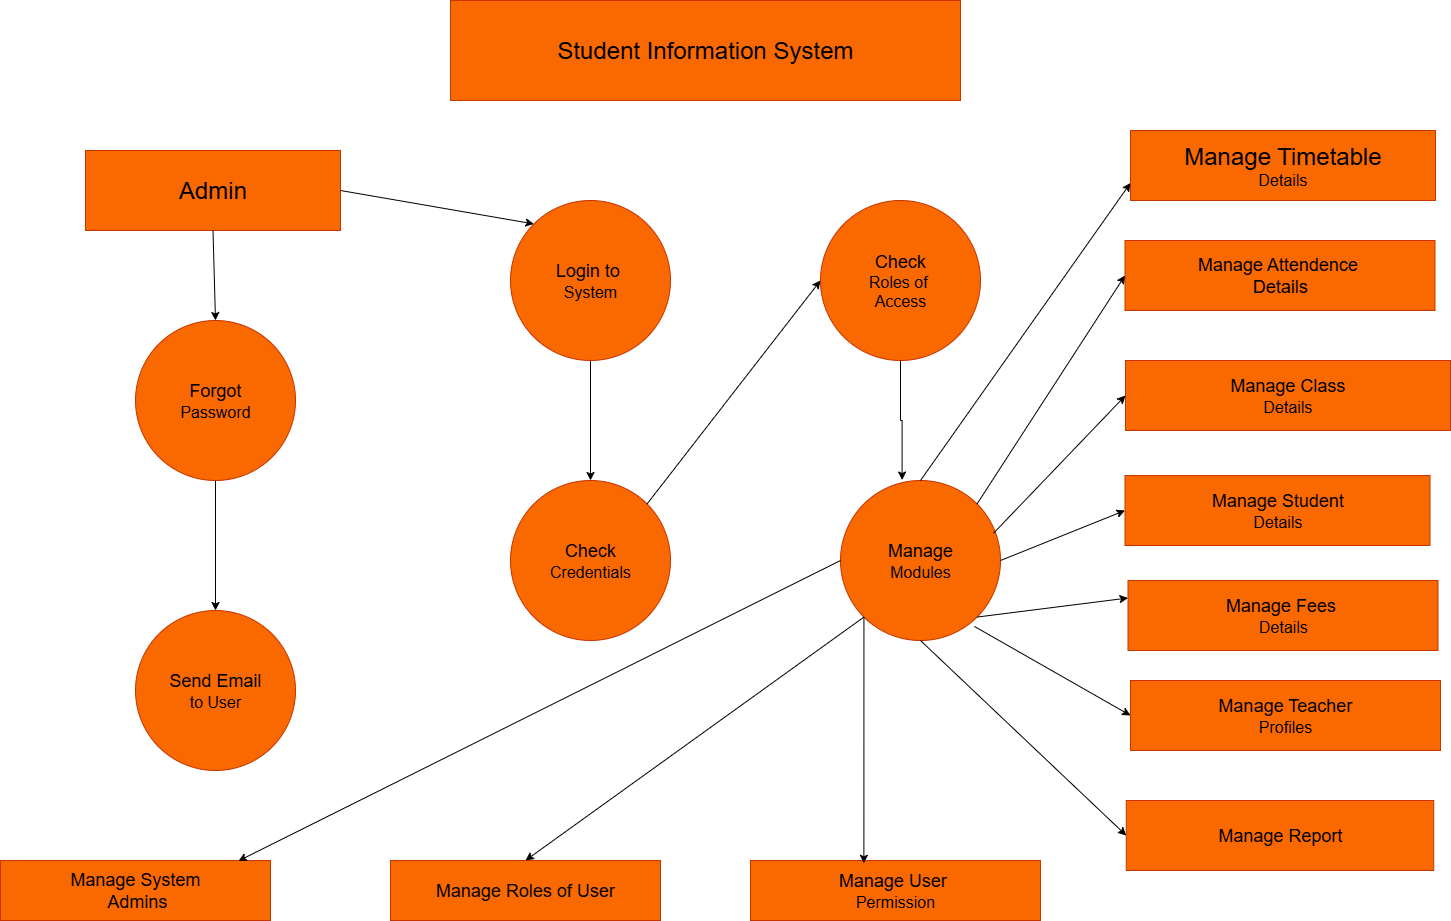 Student Information System
Admin
Login to
System
Check
Roles of
Access
Forgot
Password
Check
Credentials
Manage
Modules
Send Email
to User
Manage Timetable
Details
Manage Attendence
Details
Manage Class
Details
Manage Student
Details
Manage Fees
Details
Manage Teacher
Profiles
Manage Report
Manage System
Admins
Manage Roles of User
Manage User
Permission